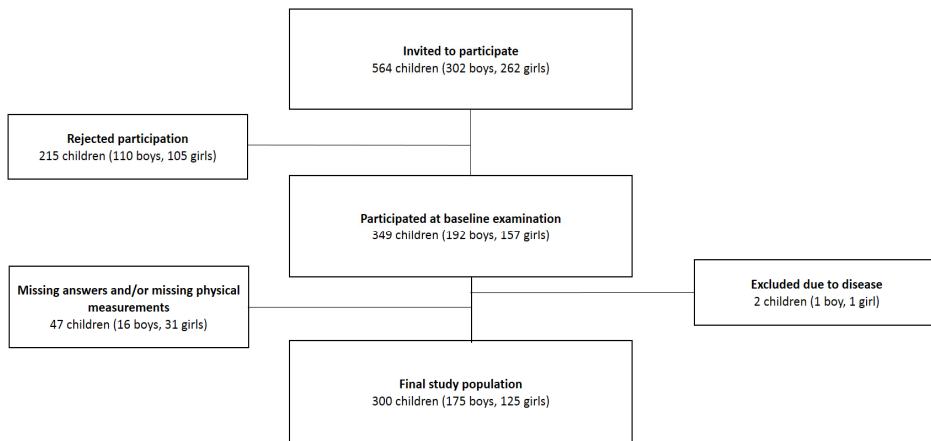 Invited to participate
564 children (302 boys, 262 girls)
Rejected participation
215 children (110 boys, 105 girls)
Participated at baseline examination
349 children (192 boys, 157 girls)
Missing answers and/or missing physical
measurements
47 children (16 boys, 31 girls)
Excluded due to disease
2 children (1 boy, 1 girl)
Final study population
300 children (175 boys, 125 girls)